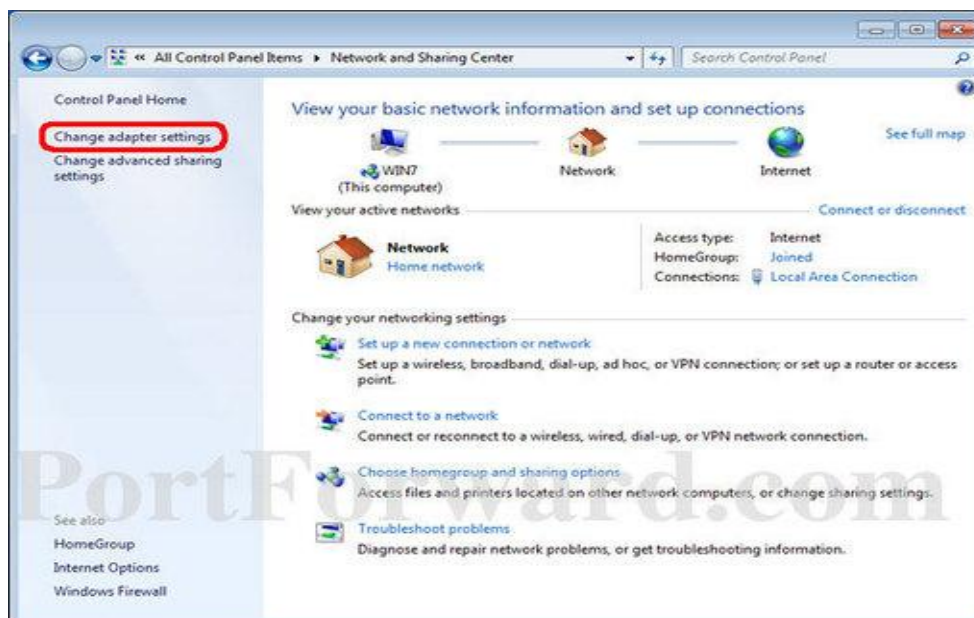 « All Control Panel Items ▸ Network and Sharing Center
Search Control Panel
Control Panel Home
Change adapter settings
Change advanced sharing
settings
View your basic network information and set up connections
See full map
WIN7
(This computer)
Network
Internet
View your active networks
Connect or disconnect
Network
Home network
Access type: Internet
HomeGroup: Joined
Connections: Local Area Connection
Change your networking settings
Set up a new connection or network
Set up a wireless, broadband, dial-up, ad hoc, or VPN connection; or set up a router or access
point.
Connect to a network
Connect or reconnect to a wireless, wired, dial-up, or VPN network connection.
Choose homegroup and sharing options
Access files and printers located on other network computers, or change sharing settings.
Troubleshoot problems
Diagnose and repair network problems, or get troubleshooting information.
PortForward.com
See also
HomeGroup
Internet Options
Windows Firewall